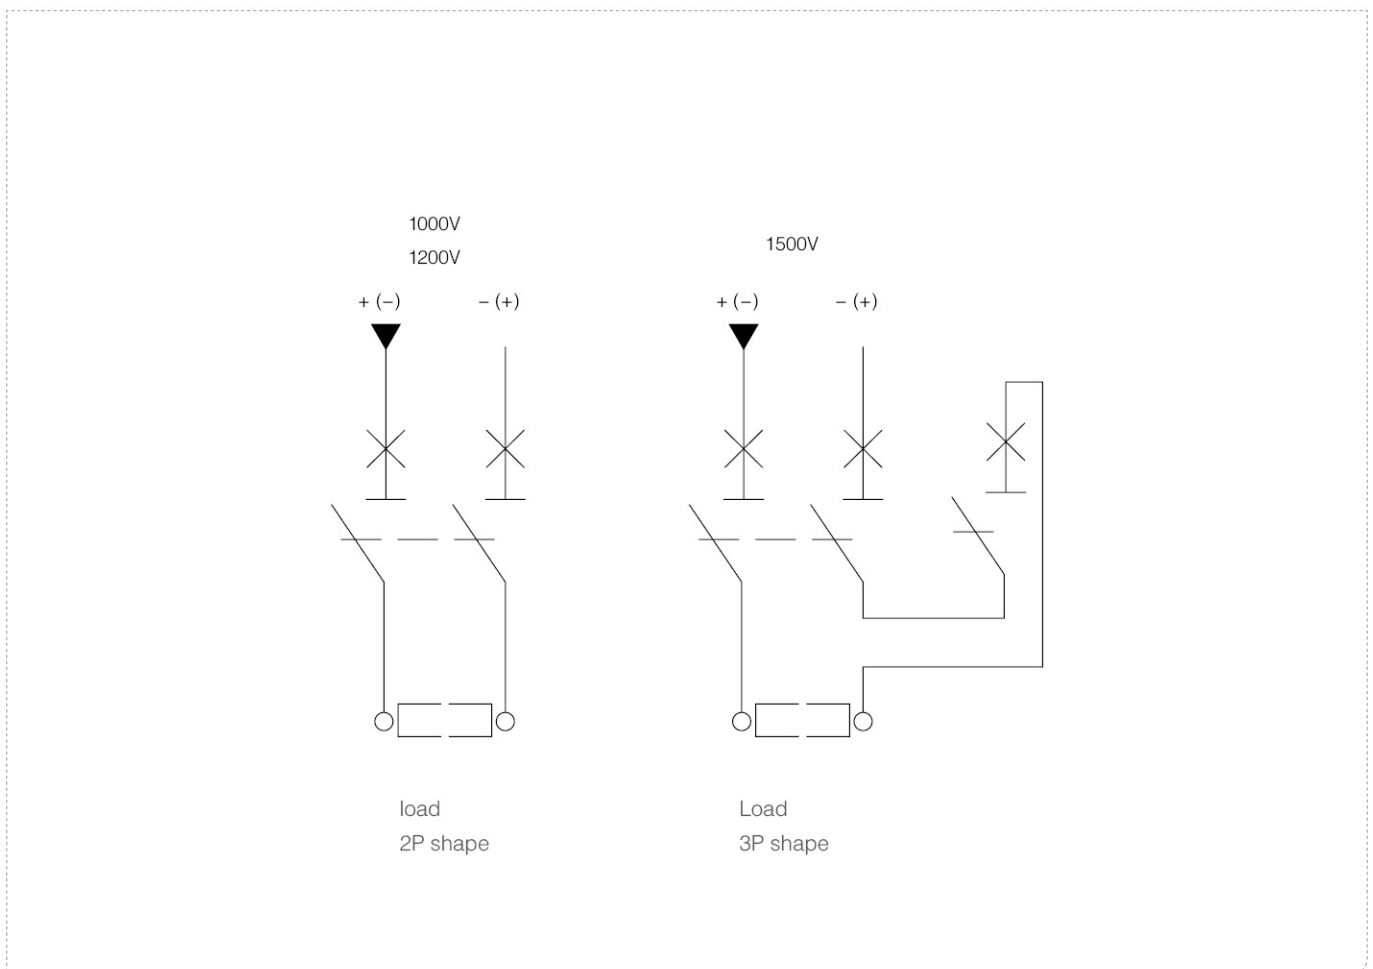 1000V
1200V
+ (−) − (+)
load
2P shape
1500V
+ (−) − (+)
Load
3P shape